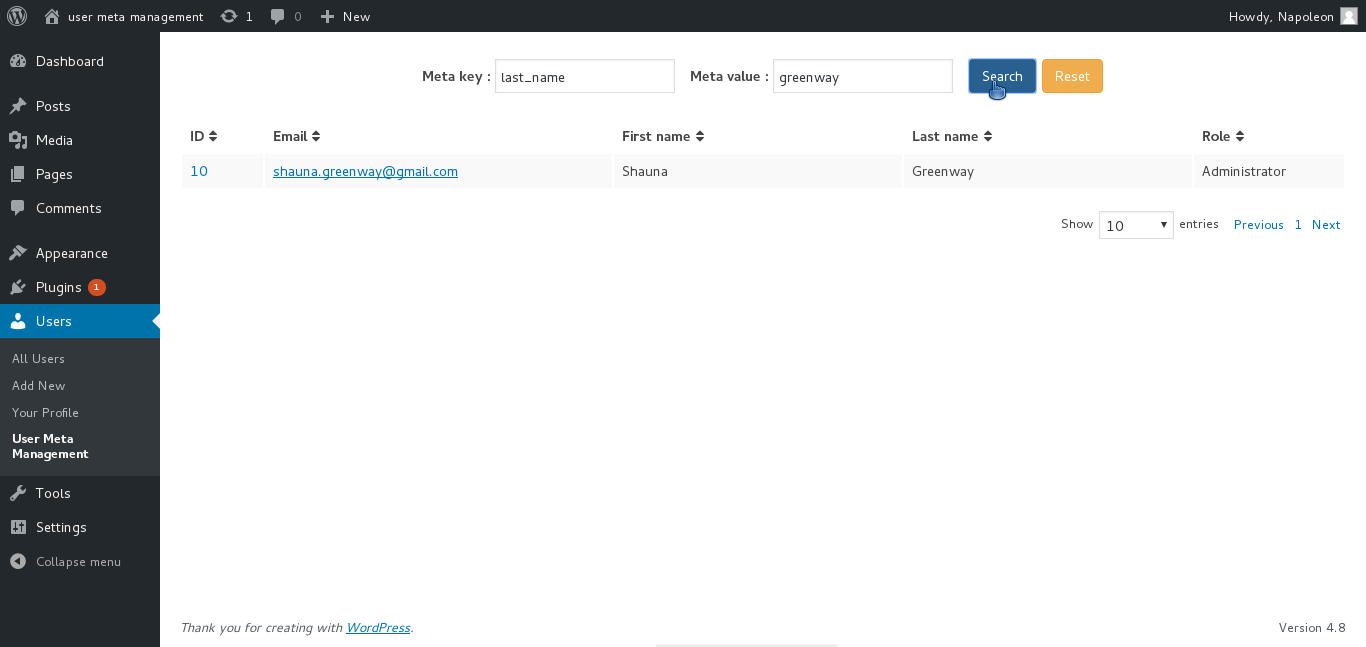 user meta management 1 0 New Howdy, Napoleon
Dashboard
Posts
Media
Pages
Comments
Appearance
Plugins 1
Users
All Users
Add New
Your Profile
User Meta
Management
Tools
Settings
Collapse menu
Meta key : last_name Meta value : greenway Search Reset
ID Email First name Last name Role
10 shauna.greenway@gmail.com Shauna Greenway Administrator
Show 10 entries Previous 1 Next
Thank you for creating with WordPress. Version 4.8